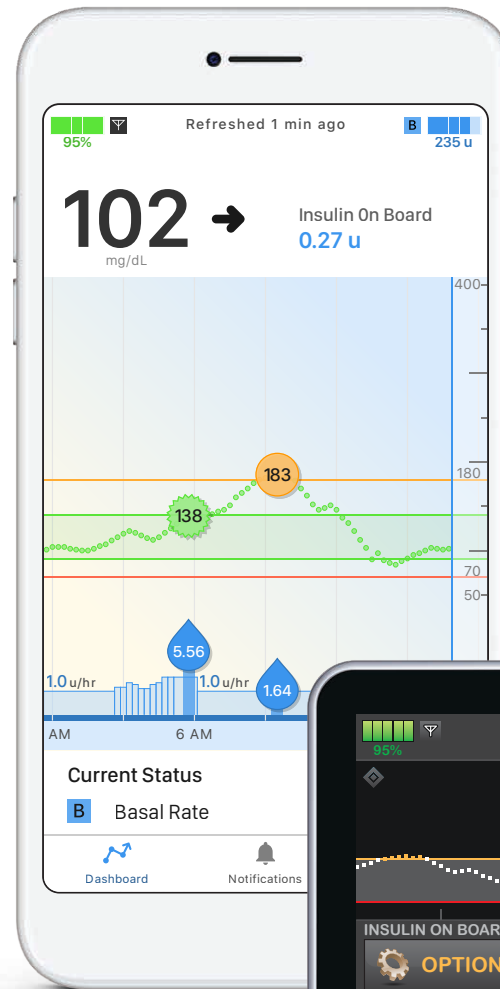 Refreshed 1 min ago
B
95%
235 u
102
mg/dL
Insulin On Board
0.27 u
400
180
183
138
70
50
5.56
1.64
1.0 u/hr
1.0 u/hr
AM
6 AM
Current Status
B Basal Rate
Dashboard
Notifications
95%
INSULIN ON BOAR
OPTION